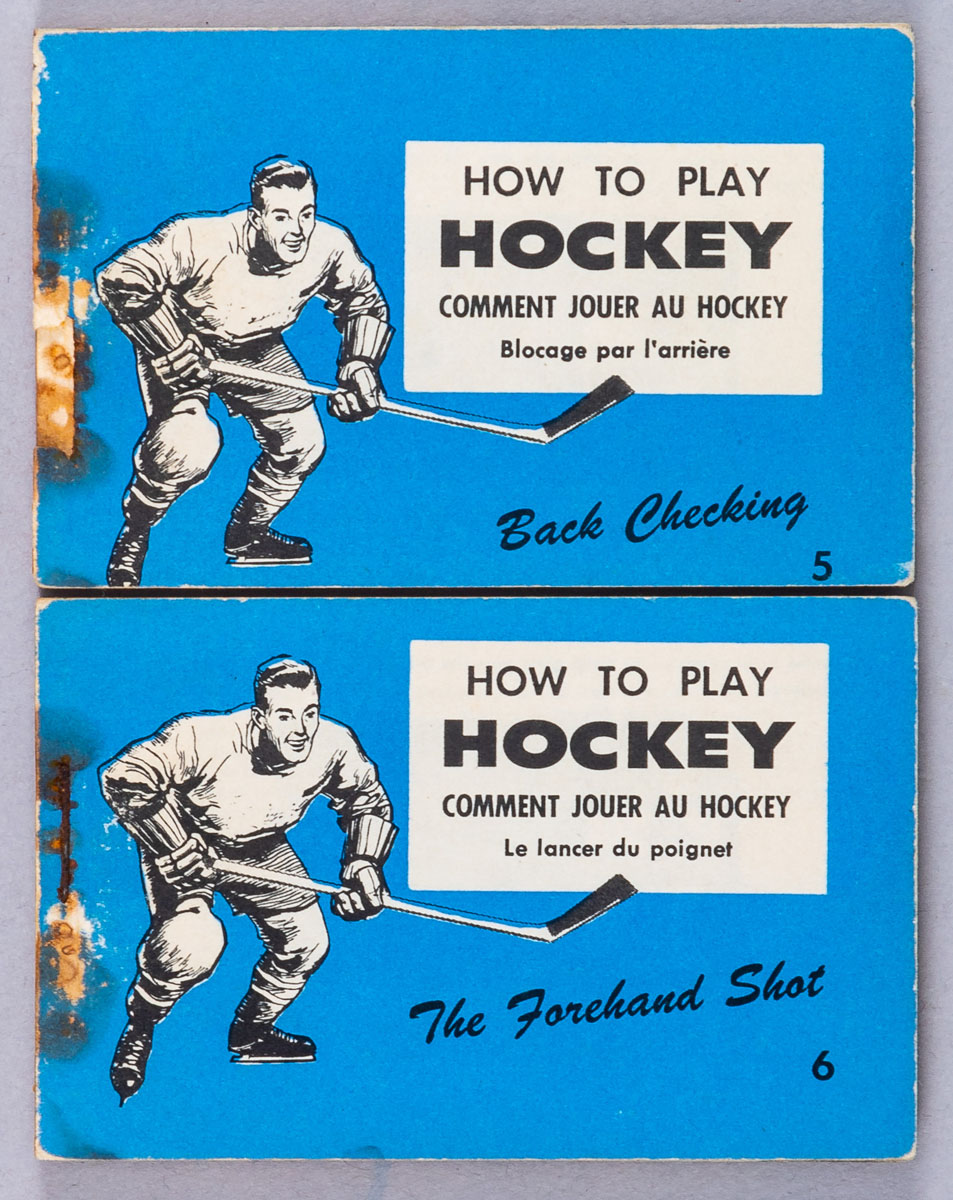 HOW TO PLAY
HOCKEY
COMMENT JOUER AU HOCKEY
Blocage par l'arrière
Back Checking
5
HOW TO PLAY
HOCKEY
COMMENT JOUER AU HOCKEY
Le lancer du poignet
The Forehand Shot
6